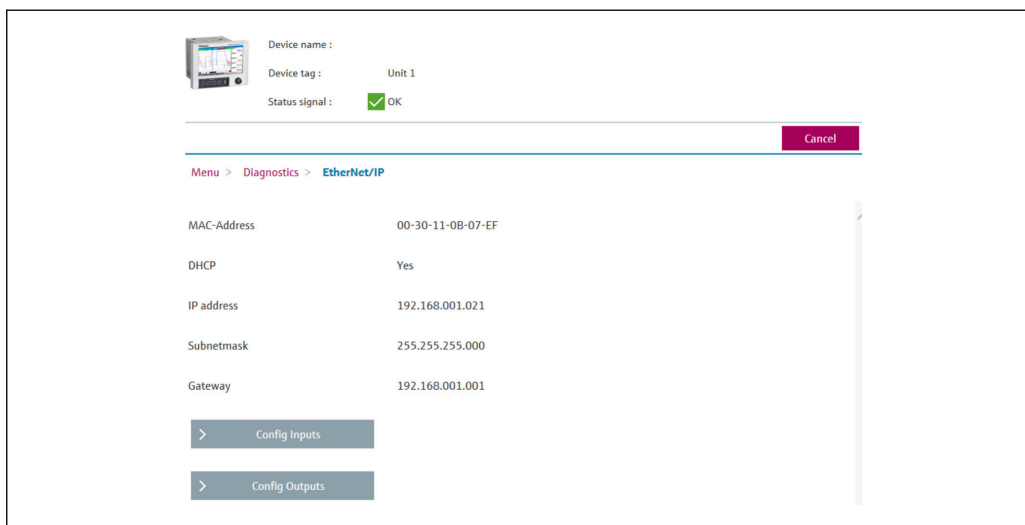 Device name :
Device tag : Unit 1
Status signal : OK
Cancel
Menu > Diagnostics > EtherNet/IP
MAC-Address 00-30-11-0B-07-EF
DHCP Yes
IP address 192.168.001.021
Subnetmask 255.255.255.000
Gateway 192.168.001.001
> Config Inputs
> Config Outputs